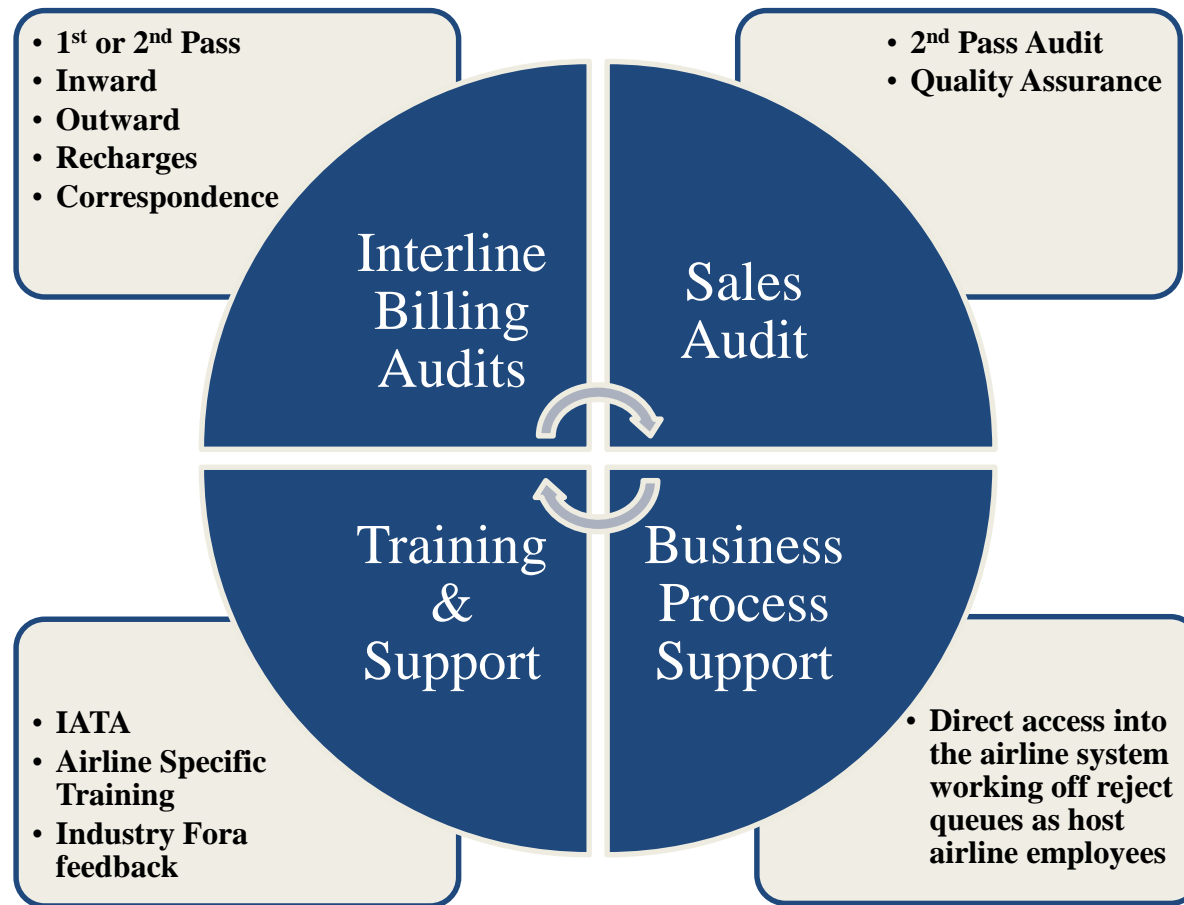 • 1st or 2nd Pass
• Inward
• Outward
• Recharges
• Correspondence
• 2nd Pass Audit
• Quality Assurance
Interline
Billing
Audits
Sales
Audit
Training
&
Support
Business
Process
Support
• IATA
• Airline Specific
Training
• Industry Fora
feedback
• Direct access into
the airline system
working off reject
queues as host
airline employees